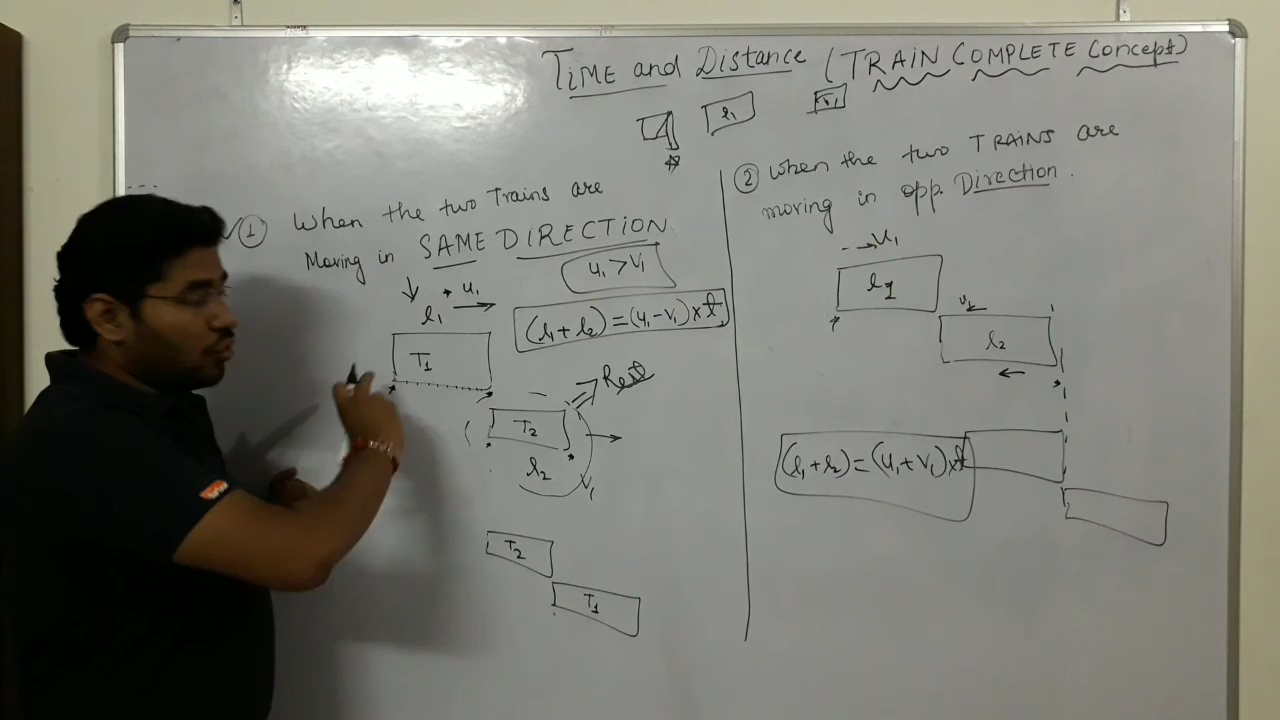 TIME and Distance (TRAIN COMPLETE Concept)
l1
① When the two Trains are
Moving in SAME DIRECTION
u1 > v1
u1
l1
(l1 + l2) = (u1 - v1) x t
T1
Rest
T2
l2
v1
T2
T1
② When the two TRAINS are
moving in opp. Direction.
u1
l1
l2
(l1 + l2) = (u1 + v1) x t